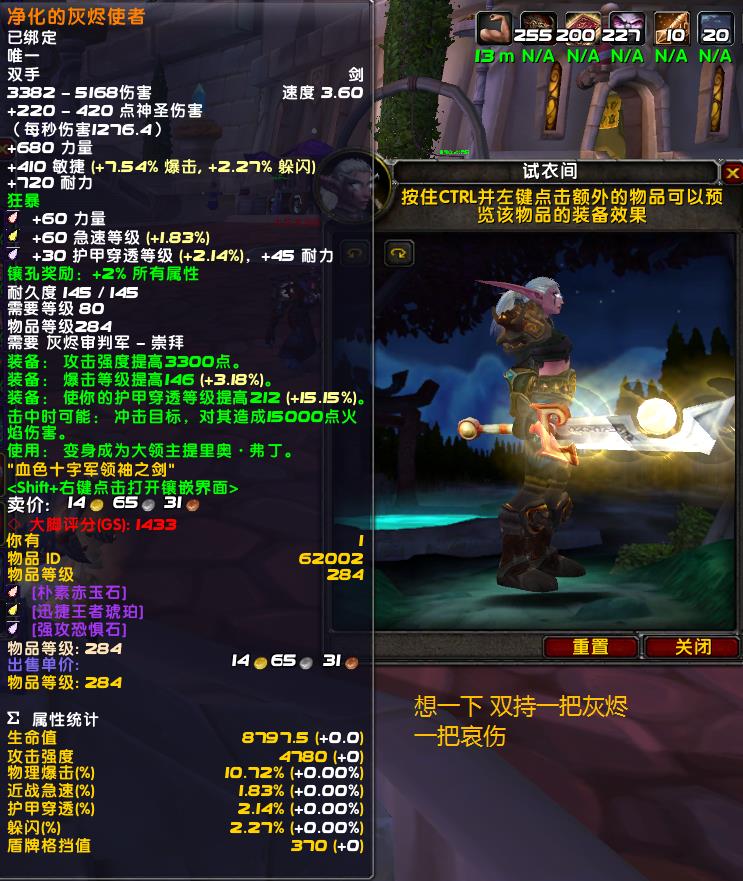 净化的灰烬使者
已绑定
唯一
双手 剑
3382 - 5168伤害 速度 3.60
+220 - 420 点神圣伤害
（每秒伤害1276.4）
+680 力量
+410 敏捷 (+7.54% 爆击, +2.27% 躲闪)
+720 耐力
狂暴
+60 力量
+60 急速等级 (+1.83%)
+30 护甲穿透等级 (+2.14%)，+45 耐力
镶孔奖励：+2% 所有属性
耐久度 145 / 145
需要等级 80
物品等级284
需要 灰烬审判军 - 崇拜
装备： 攻击强度提高3300点。
装备： 爆击等级提高146 (+3.18%)。
装备： 使你的护甲穿透等级提高212 (+15.15%)。
击中时可能： 冲击目标，对其造成15000点火
焰伤害。
使用： 变身成为大领主提里奥·弗丁。
"血色十字军领袖之剑"
<Shift+右键点击打开镶嵌界面>
卖价： 14 65 31
大脚评分(GS): 1433
你有 1
物品 ID 62002
物品等级 284
[朴素赤玉石]
[迅捷王者琥珀]
[强攻恐惧石]
物品等级: 284
出售单价: 14 65 31
物品等级: 284
Σ 属性统计
生命值 8797.5 (+0.0)
攻击强度 4780 (+0)
物理爆击(%) 10.72% (+0.00%)
近战急速(%) 1.83% (+0.00%)
护甲穿透(%) 2.14% (+0.00%)
躲闪(%) 2.27% (+0.00%)
盾牌格挡值 370 (+0)
255 200 227 10 20
13 m N/A N/A N/A N/A N/A
试衣间
按住CTRL并左键点击额外的物品可以预
览该物品的装备效果
重置 关闭
想一下 双持一把灰烬
一把哀伤